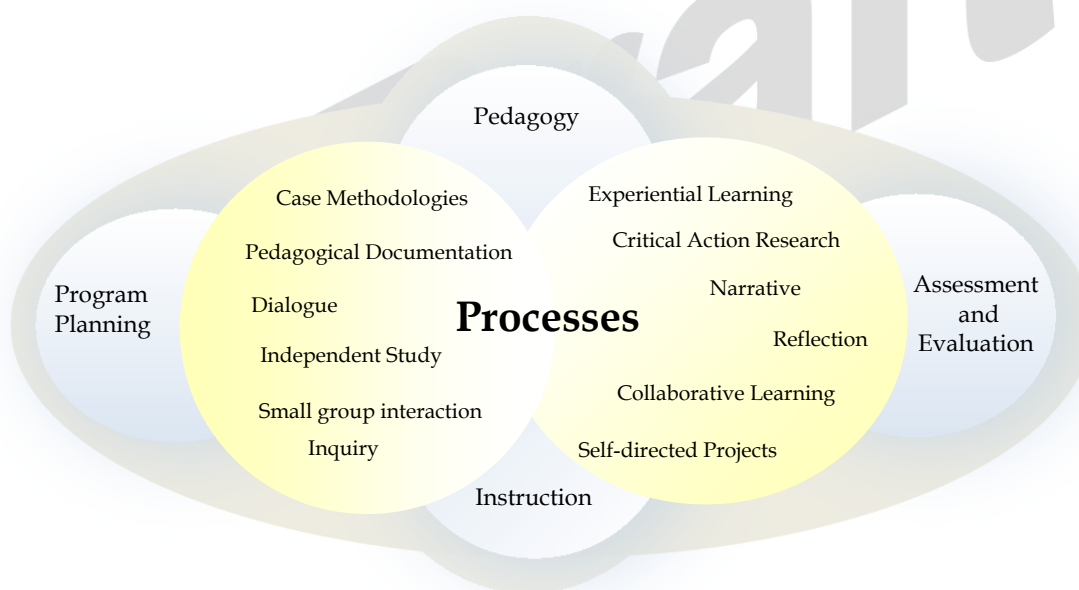 Pedagogy
Case Methodologies
Pedagogical Documentation
Dialogue
Independent Study
Small group interaction
Inquiry
Experiential Learning
Critical Action Research
Narrative
Reflection
Collaborative Learning
Self-directed Projects
Processes
Program
Planning
Assessment
and
Evaluation
Instruction